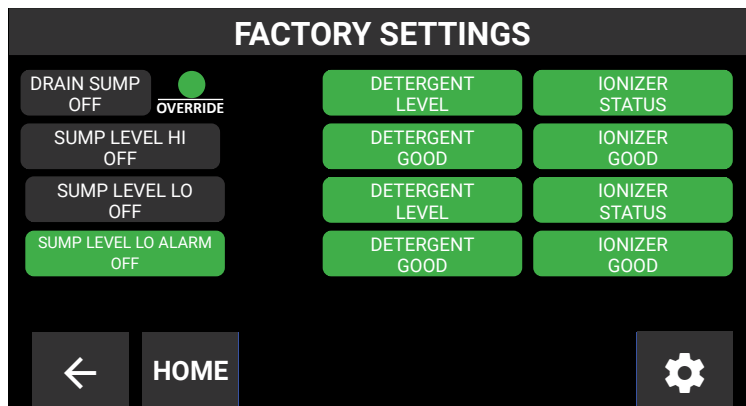 FACTORY SETTINGS
DRAIN SUMP
OFF
OVERRIDE
DETERGENT
LEVEL
IONIZER
STATUS
SUMP LEVEL HI
OFF
DETERGENT
GOOD
IONIZER
GOOD
SUMP LEVEL LO
OFF
DETERGENT
LEVEL
IONIZER
STATUS
SUMP LEVEL LO ALARM
OFF
DETERGENT
GOOD
IONIZER
GOOD
HOME